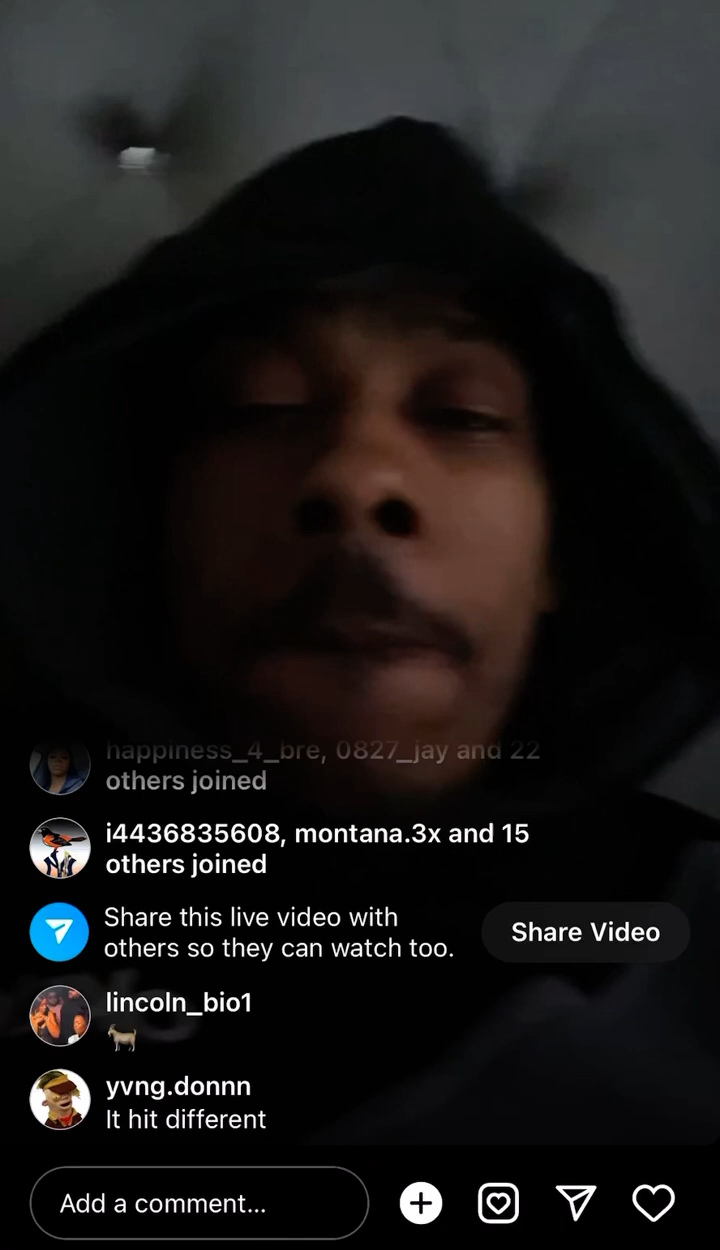 happiness_4_bre, 0827_jay and 22
others joined
i4436835608, montana.3x and 15
others joined
Share this live video with
others so they can watch too.
Share Video
lincoln_bio1
🐐
yvng.donnn
It hit different
Add a comment...